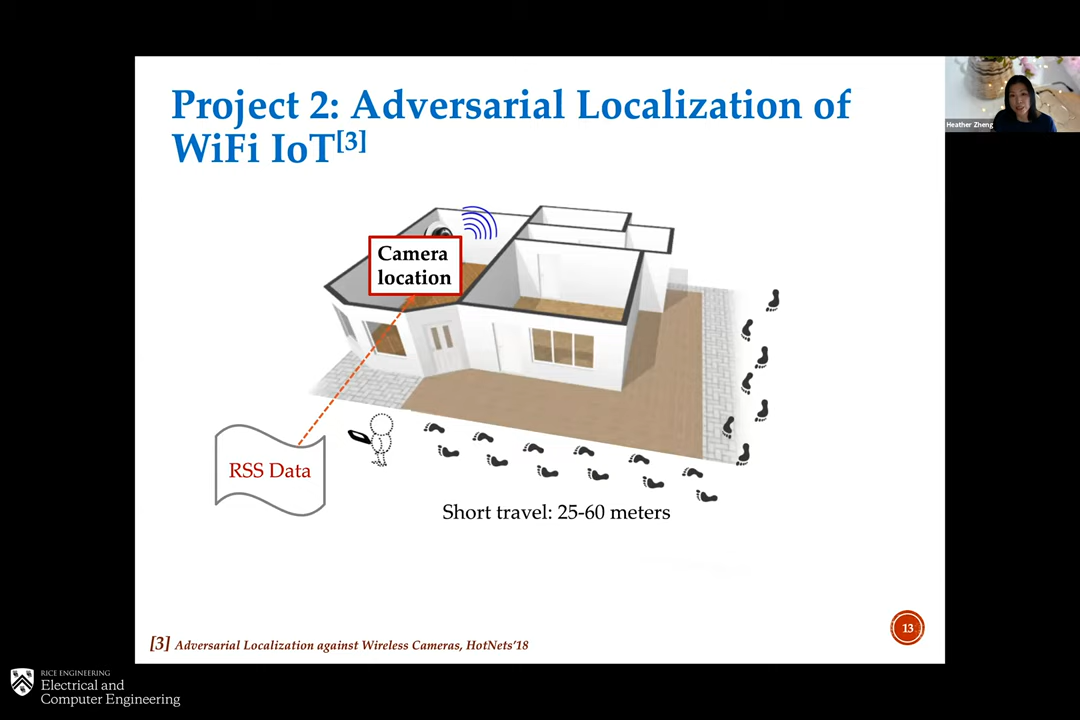 Project 2: Adversarial Localization of
WiFi IoT[3]
Heather Zheng
Camera
location
RSS Data
Short travel: 25-60 meters
[3] Adversarial Localization against Wireless Cameras, HotNets'18
13
RICE ENGINEERING
Electrical and
Computer Engineering